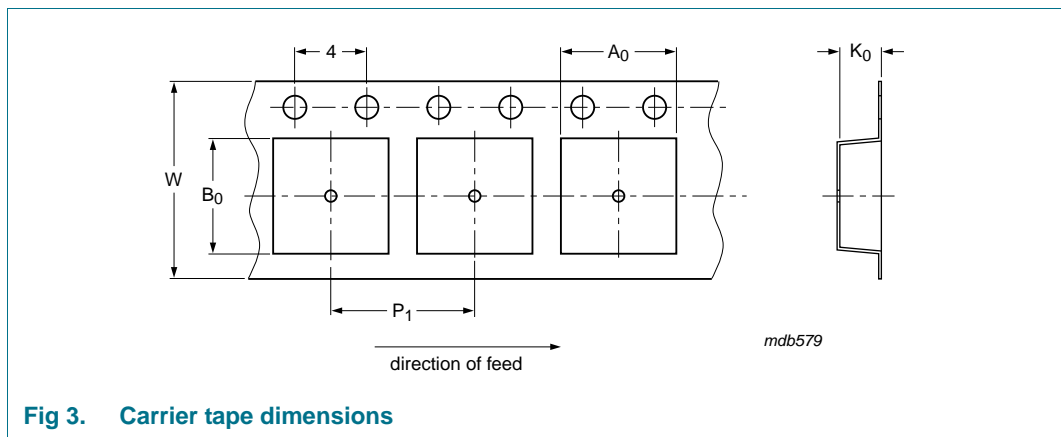 4
A0
K0
W
B0
P1
direction of feed
mdb579
Fig 3. Carrier tape dimensions